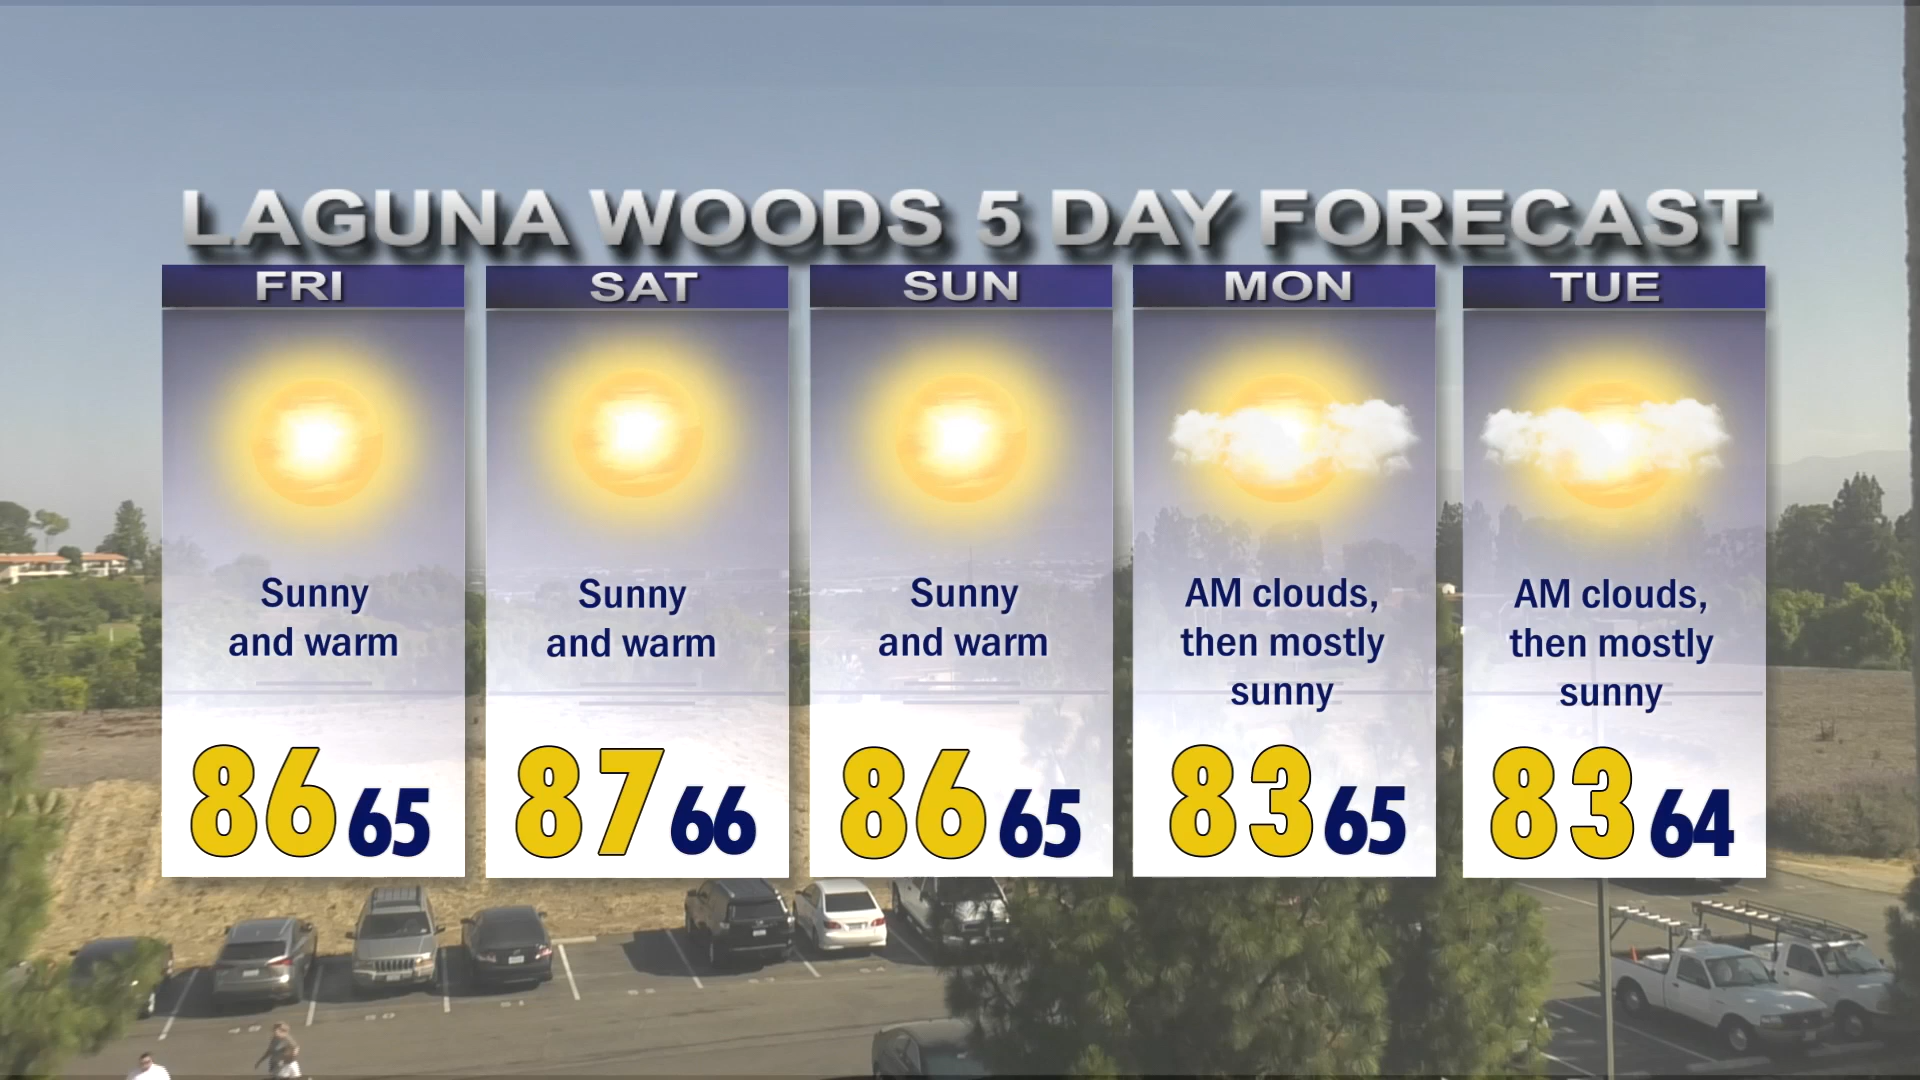 LAGUNA WOODS 5 DAY FORECAST
FRI
Sunny
and warm
86 65
SAT
Sunny
and warm
87 66
SUN
Sunny
and warm
86 65
MON
AM clouds,
then mostly
sunny
83 65
TUE
AM clouds,
then mostly
sunny
83 64